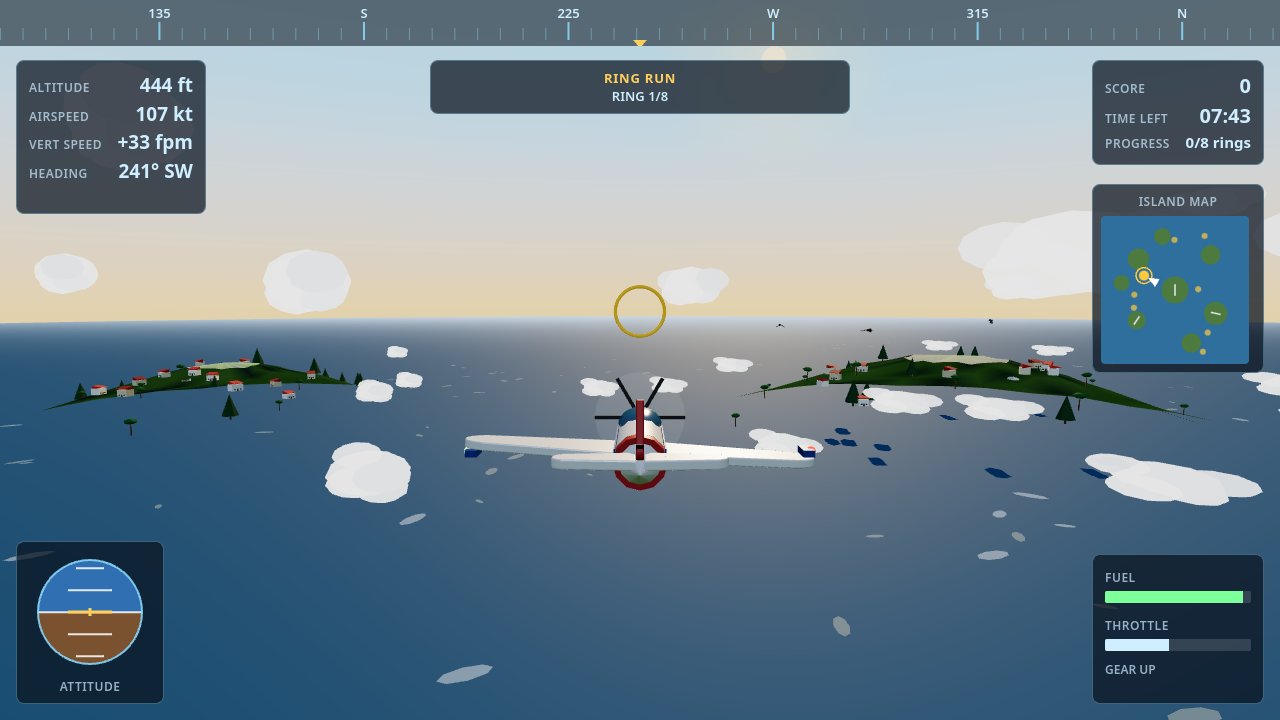 135 S 225 W 315 N
ALTITUDE 444 ft
AIRSPEED 107 kt
VERT SPEED +33 fpm
HEADING 241° SW
RING RUN
RING 1/8
SCORE 0
TIME LEFT 07:43
PROGRESS 0/8 rings
ISLAND MAP
ATTITUDE
FUEL
THROTTLE
GEAR UP